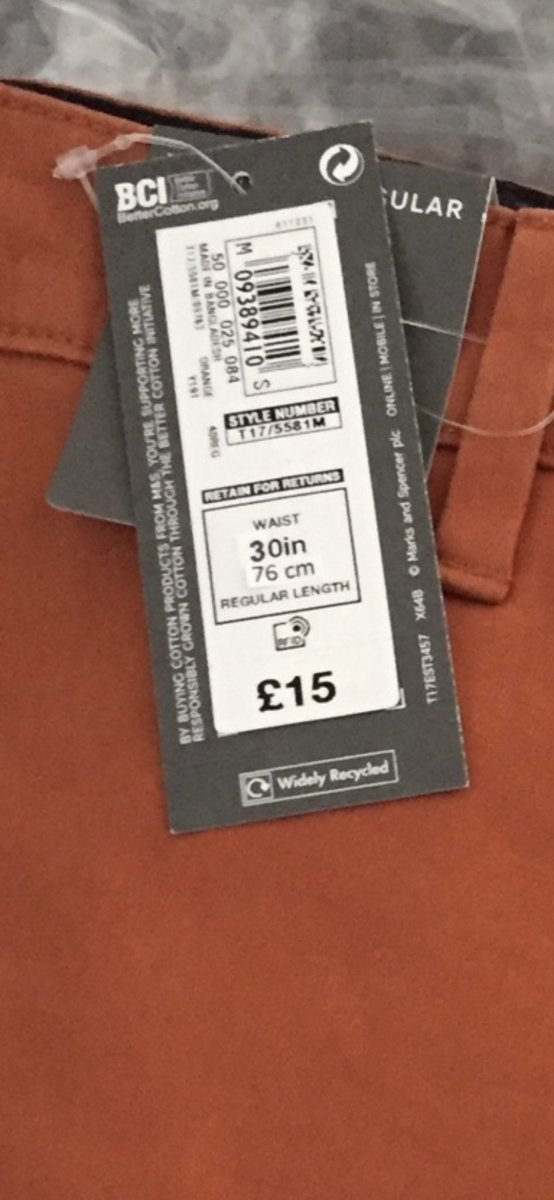 BCI
BetterCotton.org
GULAR
BY BUYING COTTON PRODUCTS FROM M&S, YOU'RE SUPPORTING MORE
RESPONSIBLY GROWN COTTON THROUGH THE BETTER COTTON INITIATIVE
M 09389410 S
50 000 025 084
MADE IN BANGLADESH ORANGE
STYLE NUMBER
T17/5581M
RETAIN FOR RETURNS
WAIST
30in
76 cm
REGULAR LENGTH
RFID
£15
Widely Recycled
T17EST3457 X64B © Marks and Spencer plc ONLINE | MOBILE | IN STORE